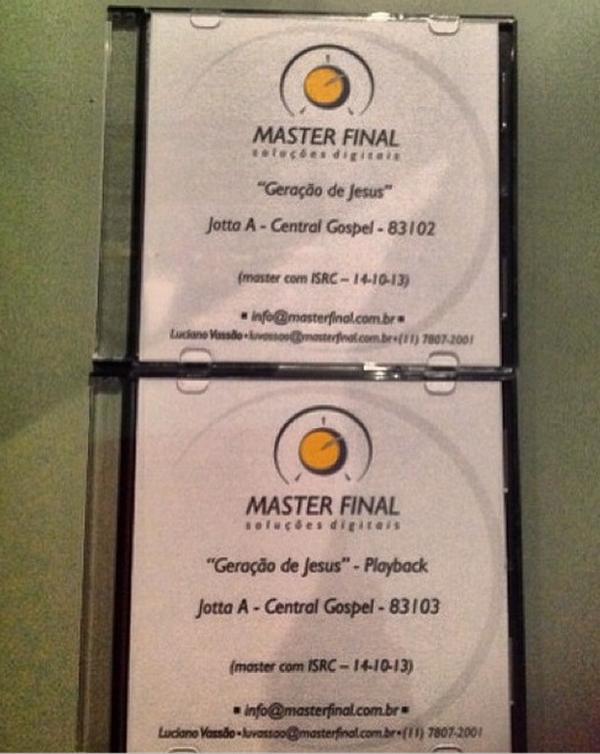 MASTER FINAL
soluções digitais
"Geração de Jesus"
Jotta A - Central Gospel - 83102
(master com ISRC – 14-10-13)
▪ info@masterfinal.com.br ▪
Luciano Vassão • luvassao@masterfinal.com.br • (11) 7807-2001
MASTER FINAL
soluções digitais
"Geração de Jesus" - Playback
Jotta A - Central Gospel - 83103
(master com ISRC – 14-10-13)
▪ info@masterfinal.com.br ▪
Luciano Vassão • luvassao@masterfinal.com.br • (11) 7807-2001